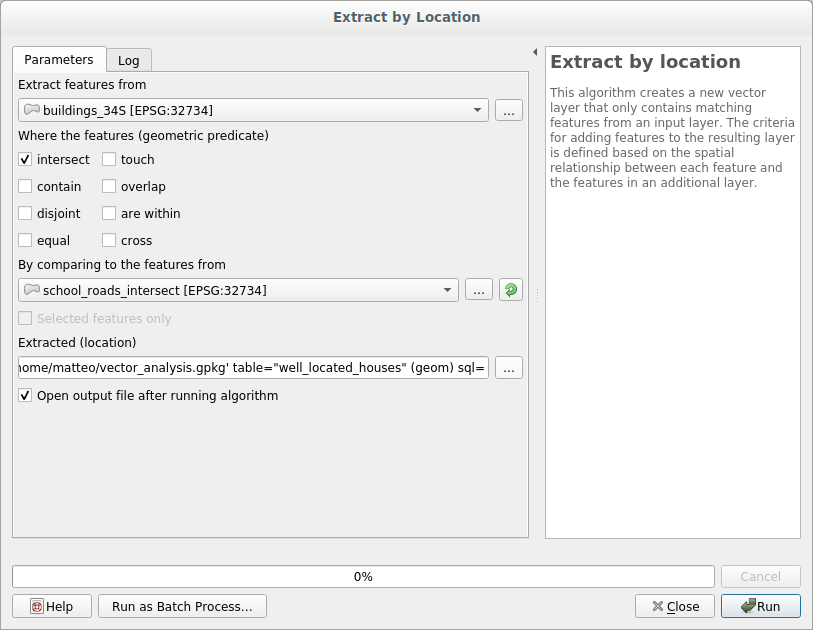 Extract by Location
Parameters
Log
Extract features from
buildings_34S [EPSG:32734]
...
Where the features (geometric predicate)
intersect
touch
contain
overlap
disjoint
are within
equal
cross
By comparing to the features from
school_roads_intersect [EPSG:32734]
...
Selected features only
Extracted (location)
home/matteo/vector_analysis.gpkg' table="well_located_houses" (geom) sql=
...
Open output file after running algorithm
Extract by location
This algorithm creates a new vector
layer that only contains matching
features from an input layer. The criteria
for adding features to the resulting layer
is defined based on the spatial
relationship between each feature and
the features in an additional layer.
0%
Cancel
Help
Run as Batch Process...
Close
Run